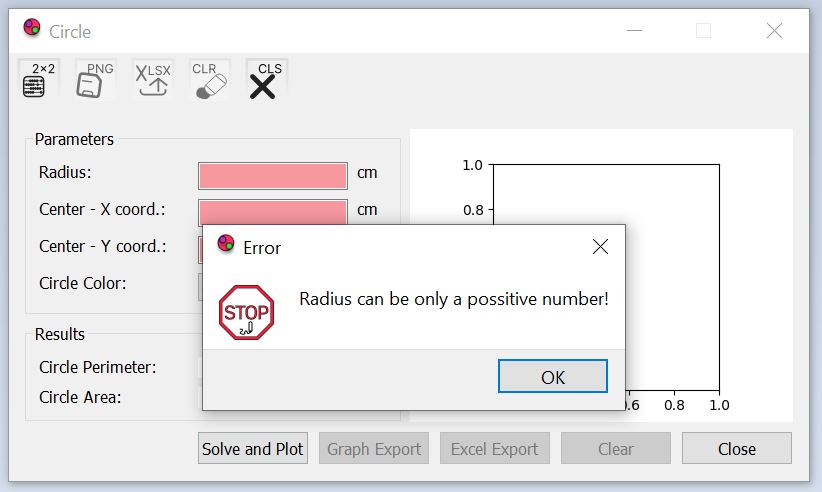 Circle
2×2
PNG
XLSX
CLR
CLS
Parameters
Radius:
cm
Center - X coord.:
cm
Center - Y coord.:
Circle Color:
Results
Circle Perimeter:
Circle Area:
1.0
0.8
0.6
0.8
1.0
Error
STOP
Radius can be only a possitive number!
OK
Solve and Plot
Graph Export
Excel Export
Clear
Close